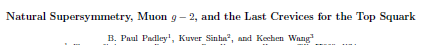 Natural Supersymmetry, Muon g − 2, and the Last Crevices for the Top Squark
B. Paul Padley¹, Kuver Sinha², and Kechen Wang³